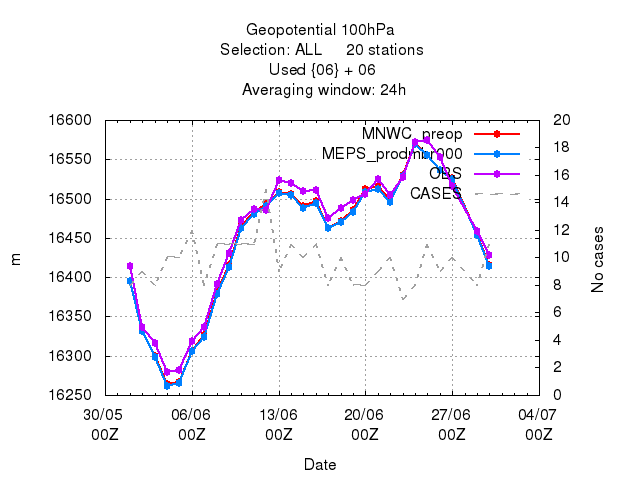 Geopotential 100hPa
Selection: ALL 20 stations
Used {06} + 06
Averaging window: 24h
16600
16550
16500
16450
16400
16350
16300
16250
m
20
18
16
14
12
10
8
6
4
2
0
No cases
MNWC_preop
MEPS_prodmbr000
OBS
CASES
30/05 06/06 13/06 20/06 27/06 04/07
00Z 00Z 00Z 00Z 00Z 00Z
Date